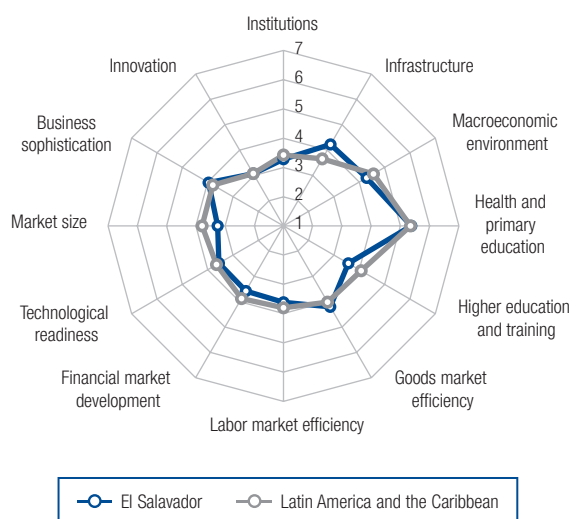 Institutions
7
6
5
4
3
2
1
Innovation
Infrastructure
Business
sophistication
Macroeconomic
environment
Market size
Health and
primary
education
Technological
readiness
Higher education
and training
Financial market
development
Goods market
efficiency
Labor market efficiency
El Salavador
Latin America and the Caribbean